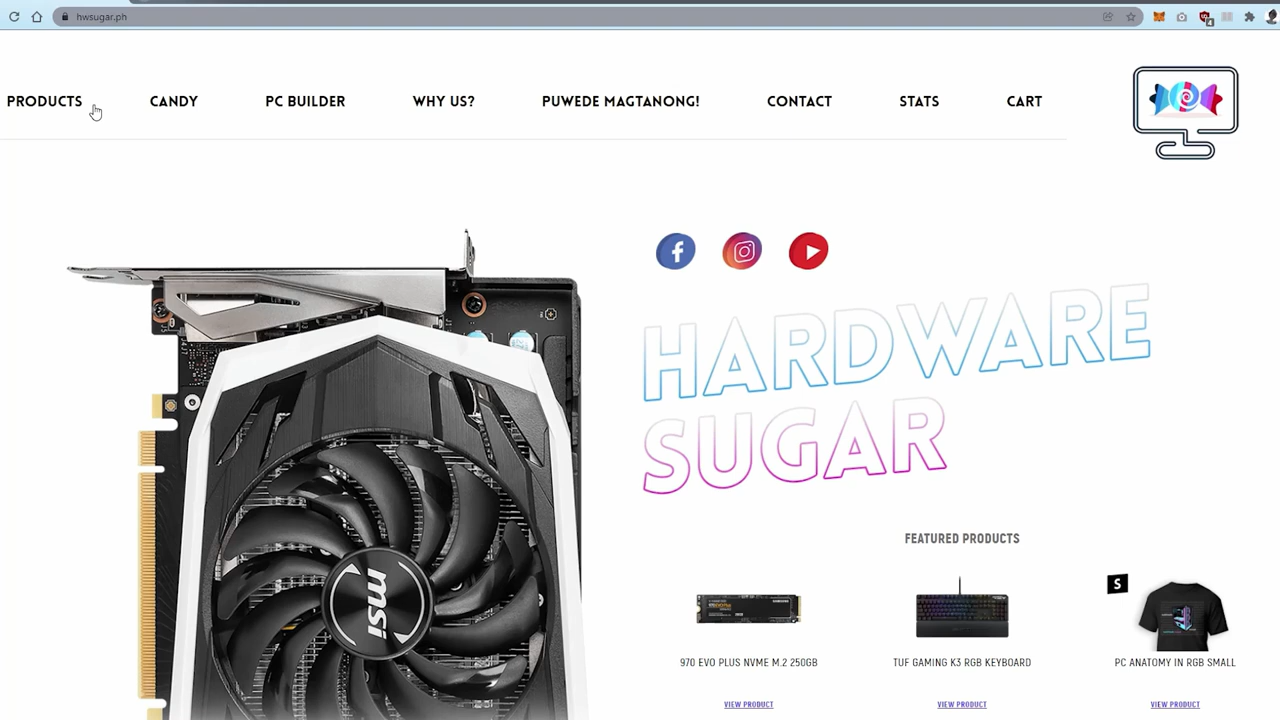 hwsugar.ph
4
PRODUCTS
CANDY
PC BUILDER
WHY US?
PUWEDE MAGTANONG!
CONTACT
STATS
CART
HARDWARE
SUGAR
msi
FEATURED PRODUCTS
S
970 EVO PLUS NVME M.2 250GB
TUF GAMING K3 RGB KEYBOARD
PC ANATOMY IN RGB SMALL
VIEW PRODUCT
VIEW PRODUCT
VIEW PRODUCT